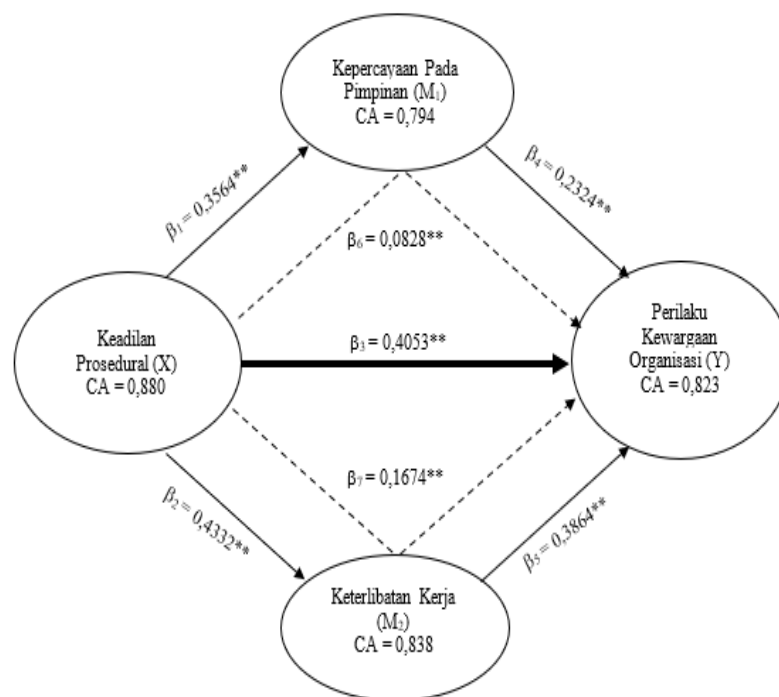 Kepercayaan Pada
Pimpinan (M₁)
CA = 0,794
β₁ = 0,3564**
β₄ = 0,2324**
β₆ = 0,0828**
Keadilan
Prosedural (X)
CA = 0,880
β₃ = 0,4053**
Perilaku
Kewargaan
Organisasi (Y)
CA = 0,823
β₇ = 0,1674**
β₂ = 0,4332**
β₅ = 0,3864**
Keterlibatan Kerja
(M₂)
CA = 0,838